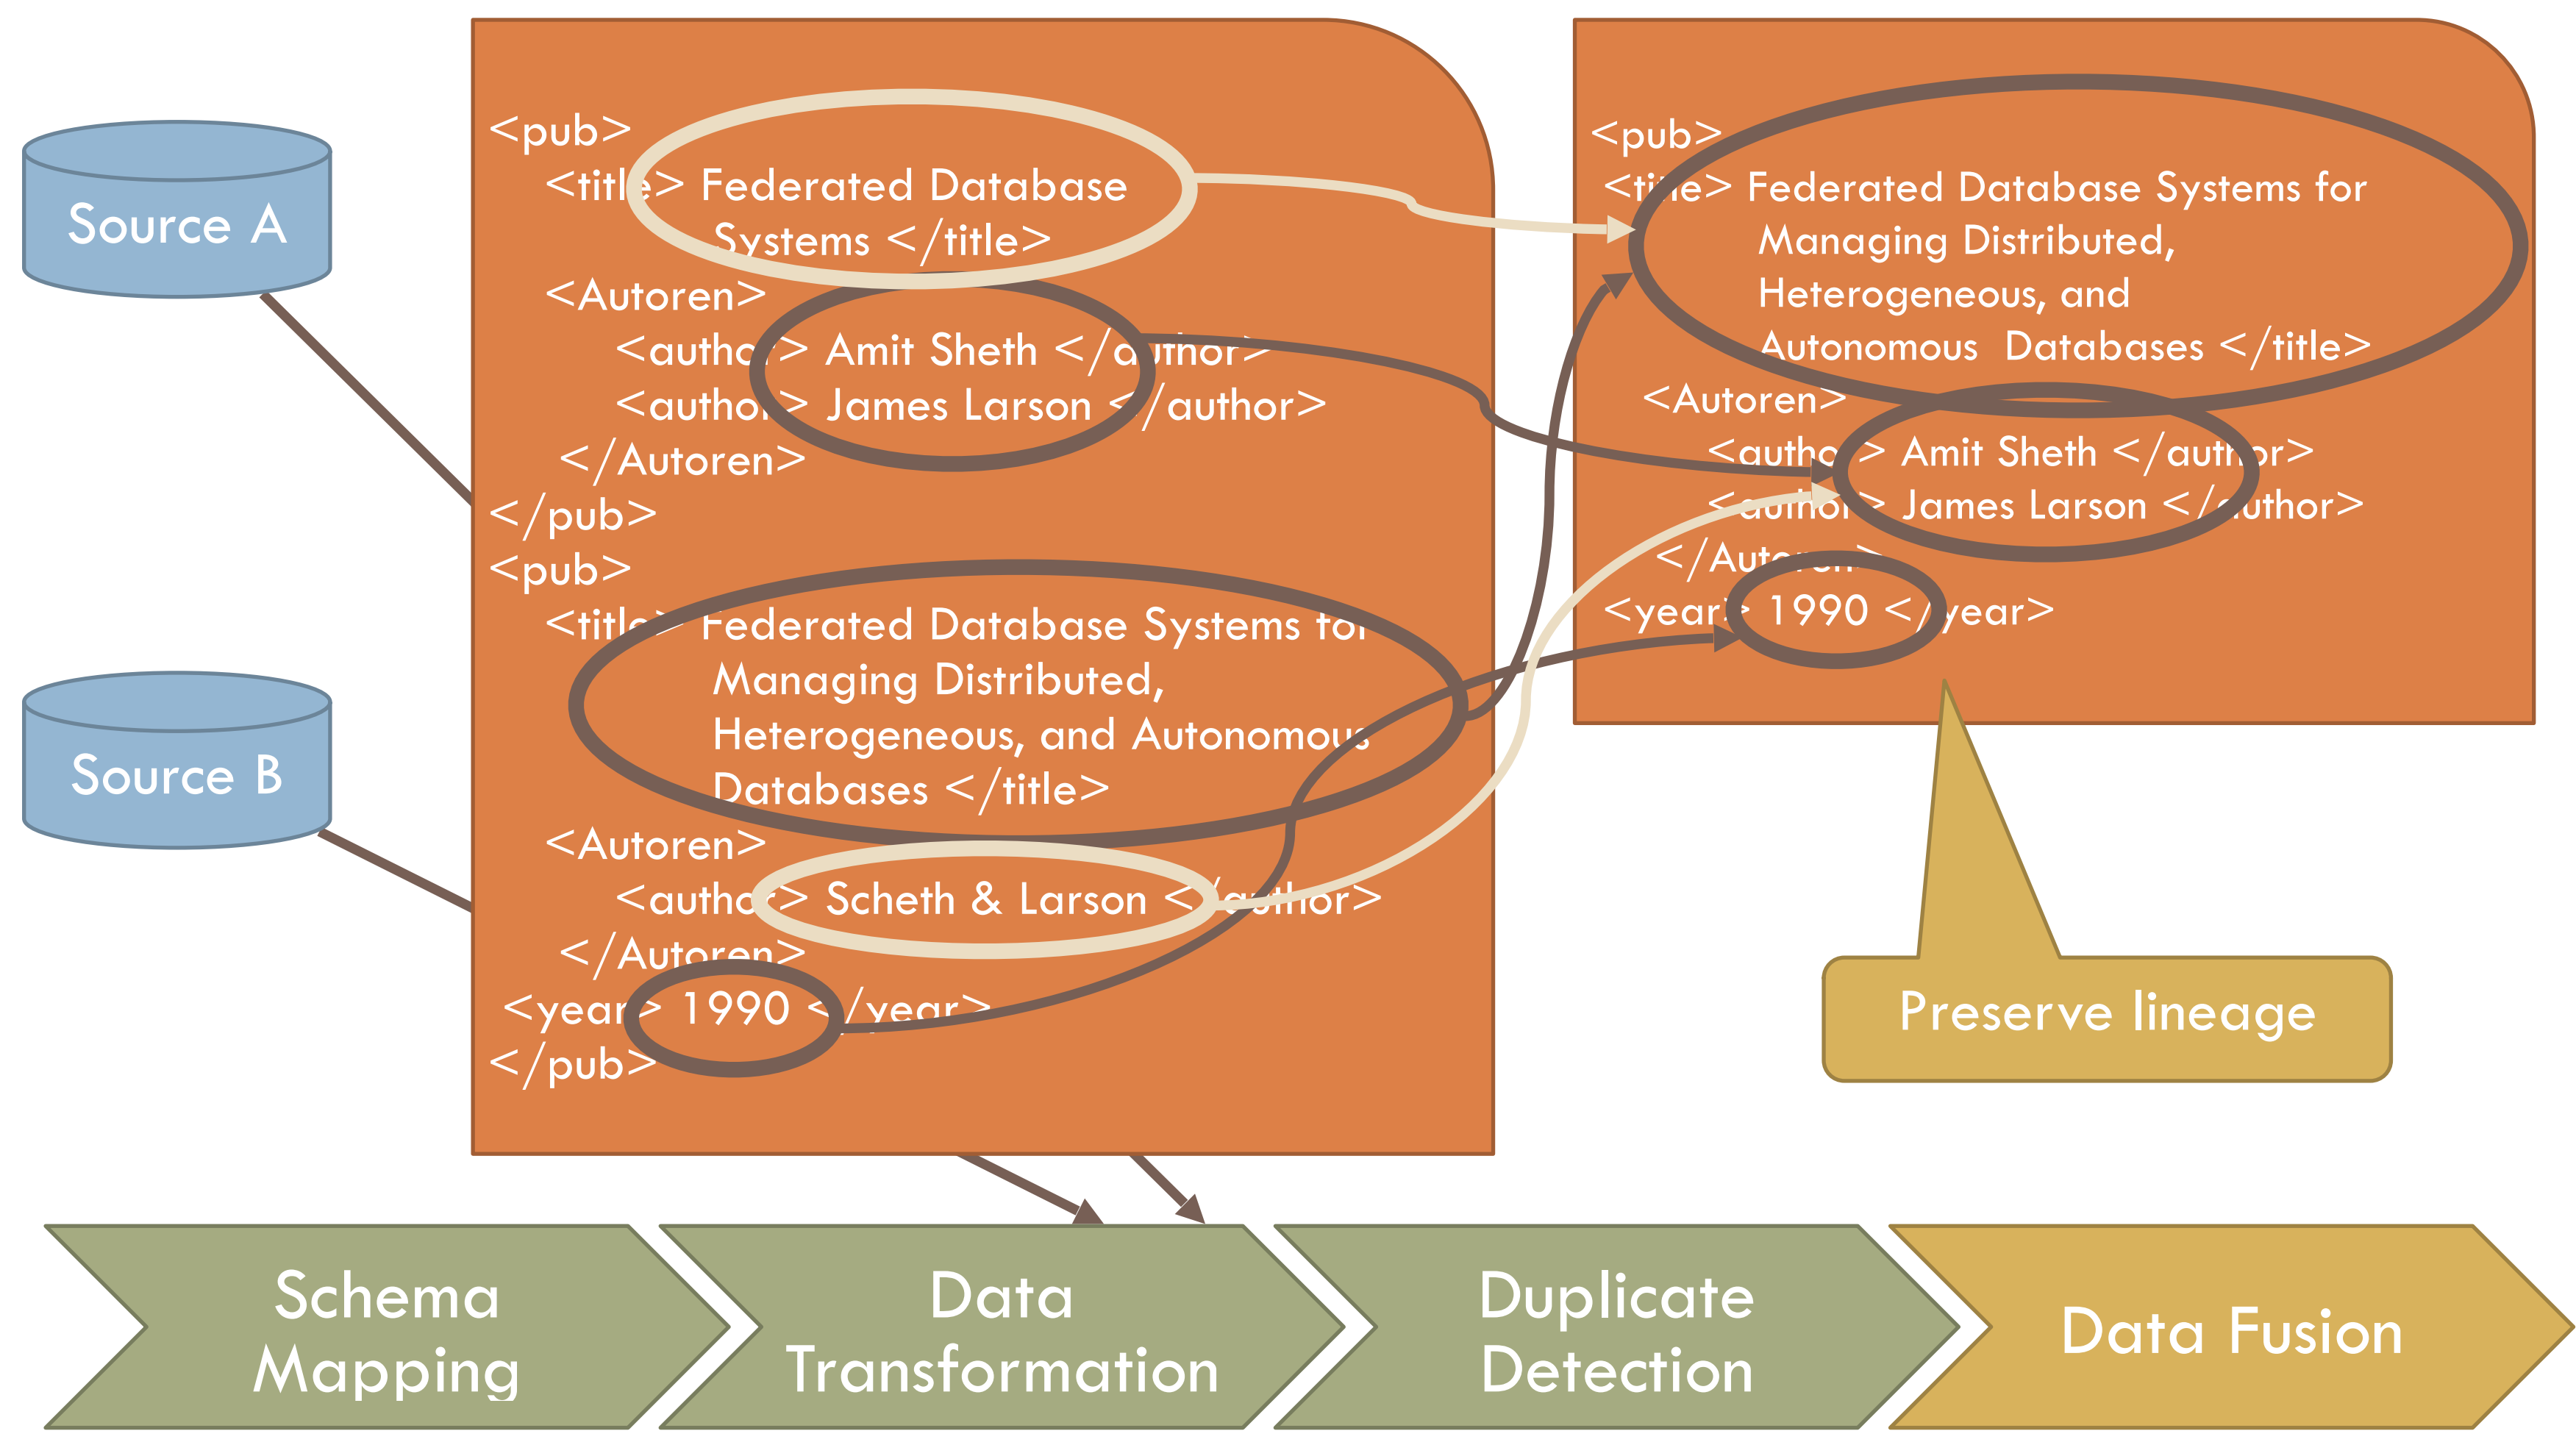 Source A
Source B
<pub>
<title> Federated Database
Systems </title>
<Autoren>
<author> Amit Sheth </author>
<author> James Larson </author>
</Autoren>
</pub>
<pub>
<title> Federated Database Systems for
Managing Distributed,
Heterogeneous, and Autonomous
Databases </title>
<Autoren>
<author> Scheth & Larson </author>
</Autoren>
<year> 1990 </year>
</pub>
<pub>
<title> Federated Database Systems for
Managing Distributed,
Heterogeneous, and
Autonomous Databases </title>
<Autoren>
<author> Amit Sheth </author>
<author> James Larson </author>
</Autoren>
<year> 1990 </year>
Preserve lineage
Schema
Mapping
Data
Transformation
Duplicate
Detection
Data Fusion